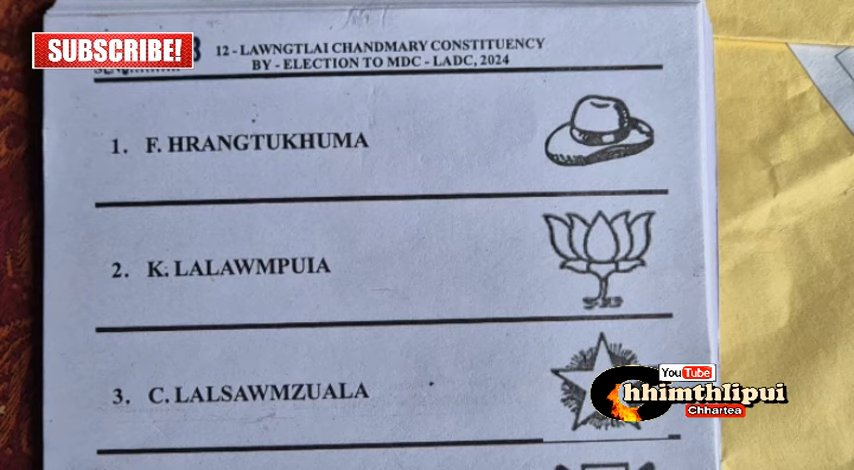 SUBSCRIBE!
12 - LAWNGTLAI CHANDMARY CONSTITUENCY
BY - ELECTION TO MDC - LADC, 2024
1. F. HRANGTUKHUMA
2. K. LALAWMPUIA
3. C. LALSAWMZUALA
YouTube
Chhimthlipui
Chhartea